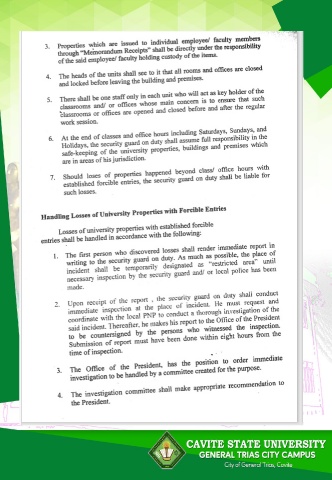 3. Properties which are issued to individual employee/ faculty members
through "Memorandum Receipts" shall be directly under the responsibility
of the said employee/ faculty holding custody of the items.
4. The heads of the units shall see to it that all rooms and offices are closed
and locked before leaving the building and premises.
5. There shall be one staff only in each unit who will act as key holder of the
classrooms and/ or offices whose main concern is to ensure that such
classrooms or offices are opened and closed before and after the regular
work session.
6. At the end of classes and office hours including Saturdays, Sundays, and
Holidays, the security guard on duty shall assume full responsibility in the
safe-keeping of the university properties, buildings and premises which
are in areas of his jurisdiction.
7. Should loses of properties happened beyond class/ office hours with
established forcible entries, the security guard on duty shall be liable for
such losses.
Handling Losses of University Properties with Forcible Entries
Losses of university properties with established forcible
entries shall be handled in accordance with the following:
1. The first person who discovered losses shall render immediate report in
writing to the security guard on duty. As much as possible, the place of
incident shall be temporarily designated as "restricted area" until
necessary inspection by the security guard and/ or local police has been
made.
2. Upon receipt of the report , the security guard on duty shall conduct
immediate inspection at the place of incident. He must request and
coordinate with the local PNP to conduct a thorough investigation of the
said incident. Thereafter, he makes his report to the Office of the President
to be countersigned by the persons who witnessed the inspection.
Submission of report must have been done within eight hours from the
time of inspection.
3. The Office of the President, has the position to order immediate
investigation to be handled by a committee created for the purpose.
4. The investigation committee shall make appropriate recommendation to
the President.
CAVITE STATE UNIVERSITY
GENERAL TRIAS CITY CAMPUS
City of General Trias, Cavite